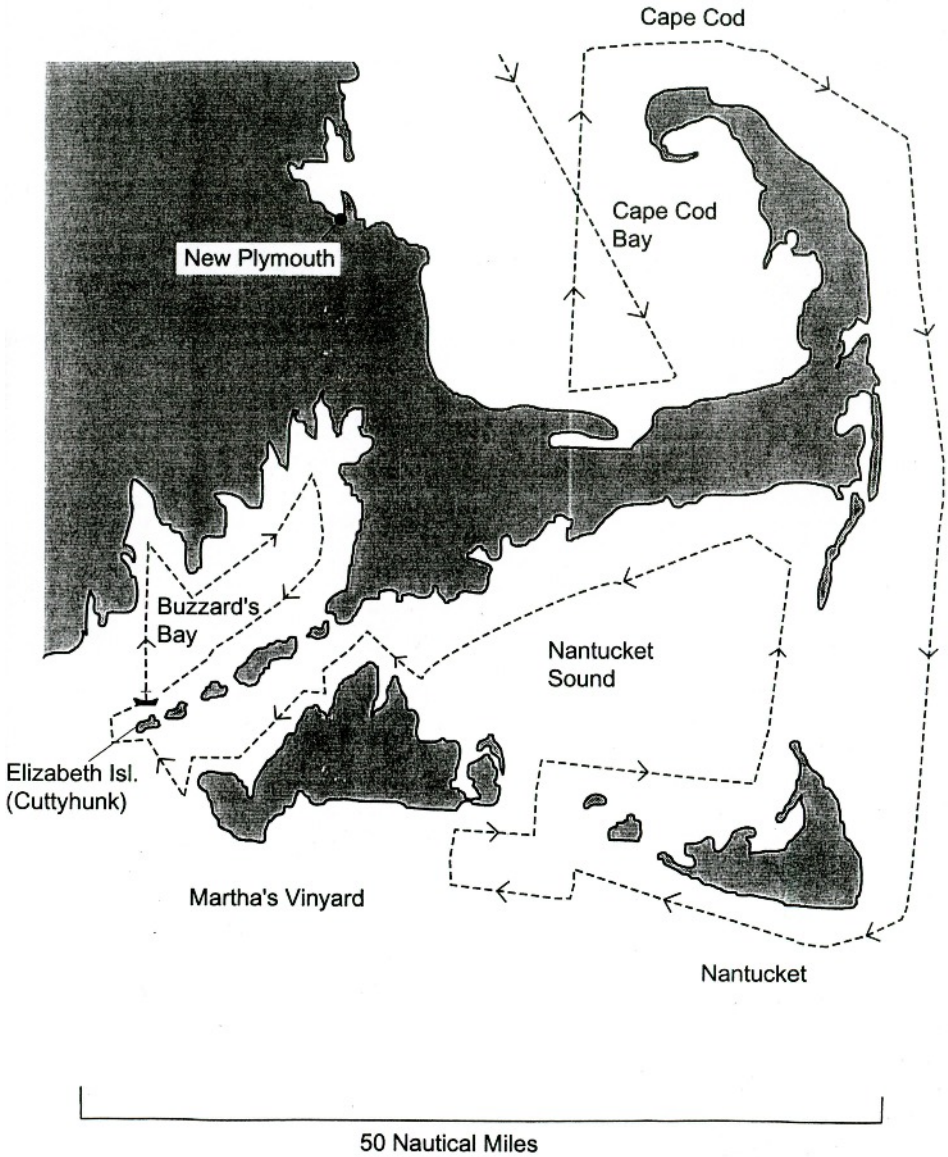 Cape Cod
Cape Cod
Bay
New Plymouth
Buzzard's
Bay
Nantucket
Sound
Elizabeth Isl.
(Cuttyhunk)
Martha's Vinyard
Nantucket
50 Nautical Miles